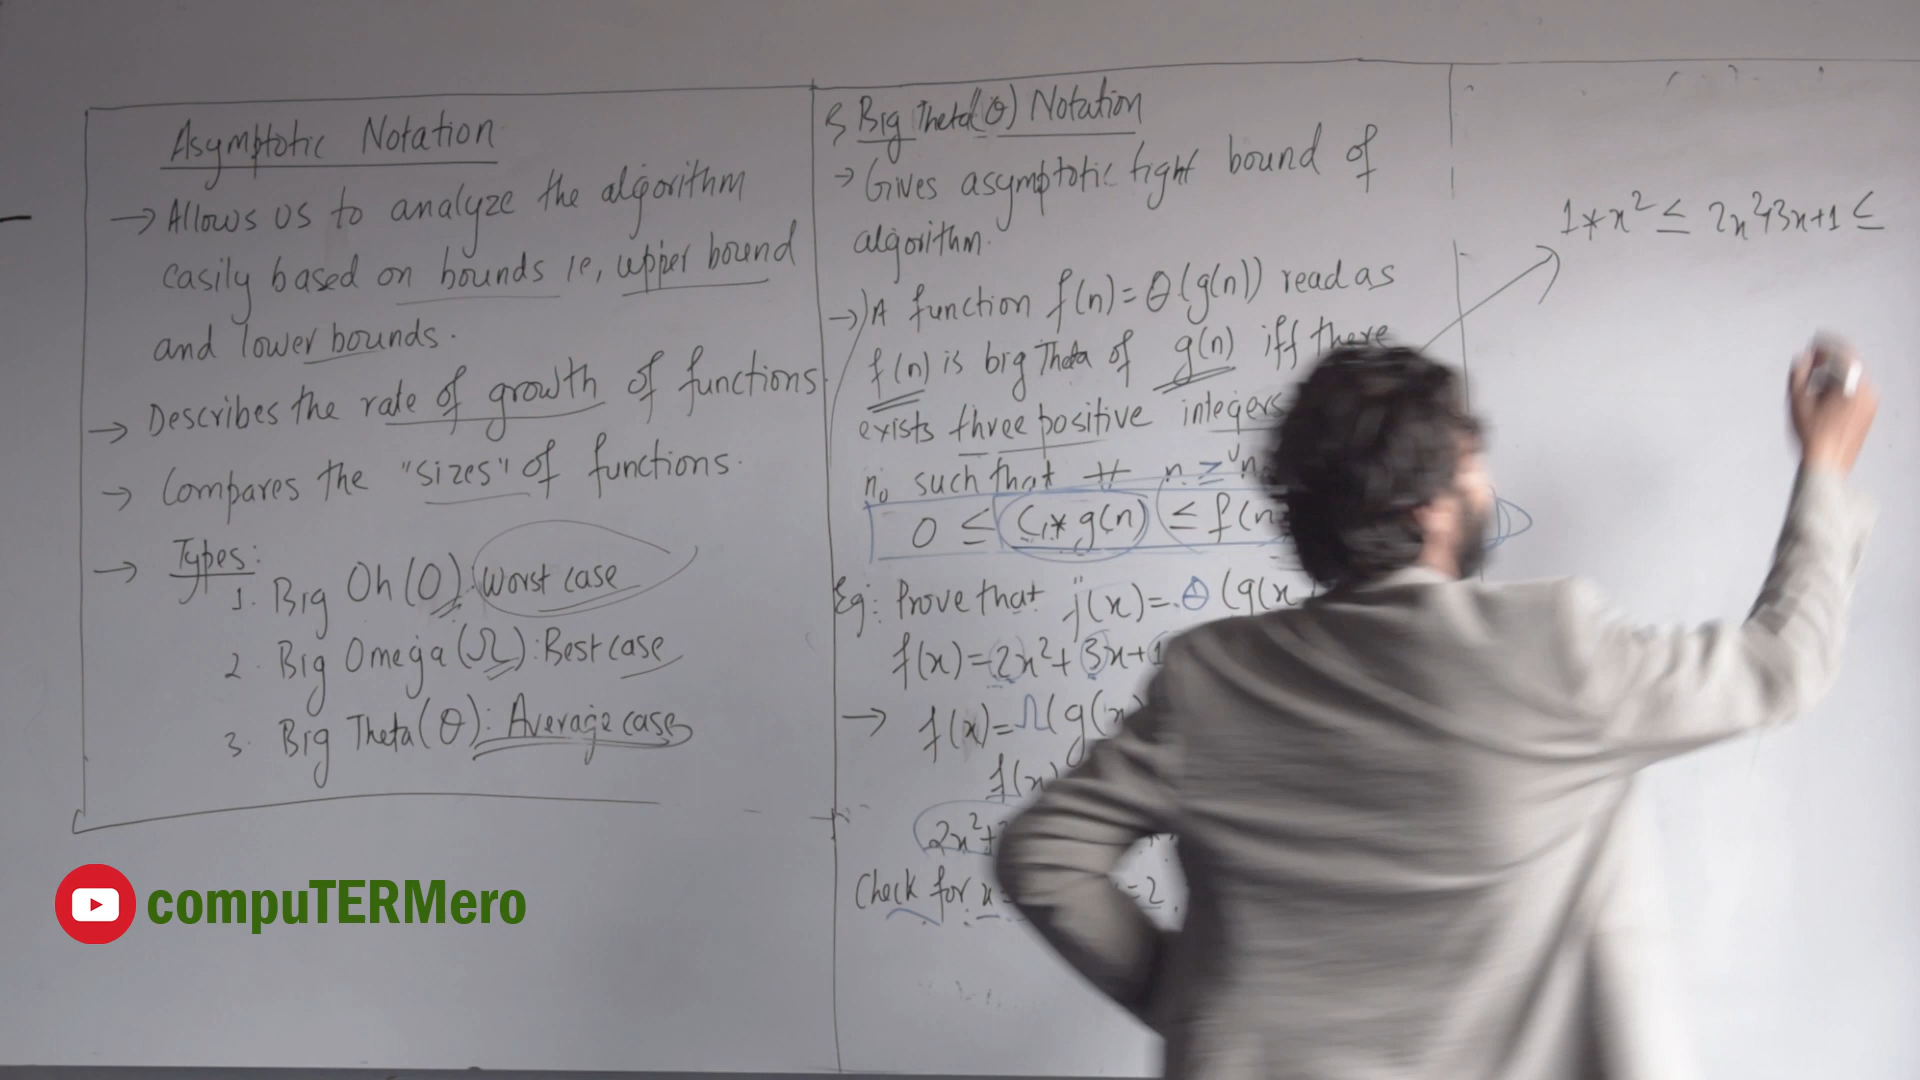 Asymptotic Notation
→ Allows us to analyze the algorithm
easily based on bounds ie, upper bound
and lower bounds.
→ Describes the rate of growth of functions
→ Compares the "sizes" of functions.
→ Types:
1. Big Oh (O): Worst case
2. Big Omega (Ω): Best case
3. Big Theta (θ): Average case
Big Theta (θ) Notation
→ Gives asymptotic tight bound of
algorithm.
→ A function f(n) = θ(g(n)) read as
f(n) is big Theta of g(n) iff there
exists three positive integers
n₀ such that ∀ n ≥ n
0 ≤ C₁* g(n) ≤ f(n
Eg: Prove that f(x) = θ (g(x
f(x) = 2x² + 3x + 1
→ f(x) = Ω(g(x)
f(x)
2x² +
Check for x = 2
1 * x² ≤ 2x² + 3x + 1 ≤
compuTERMero